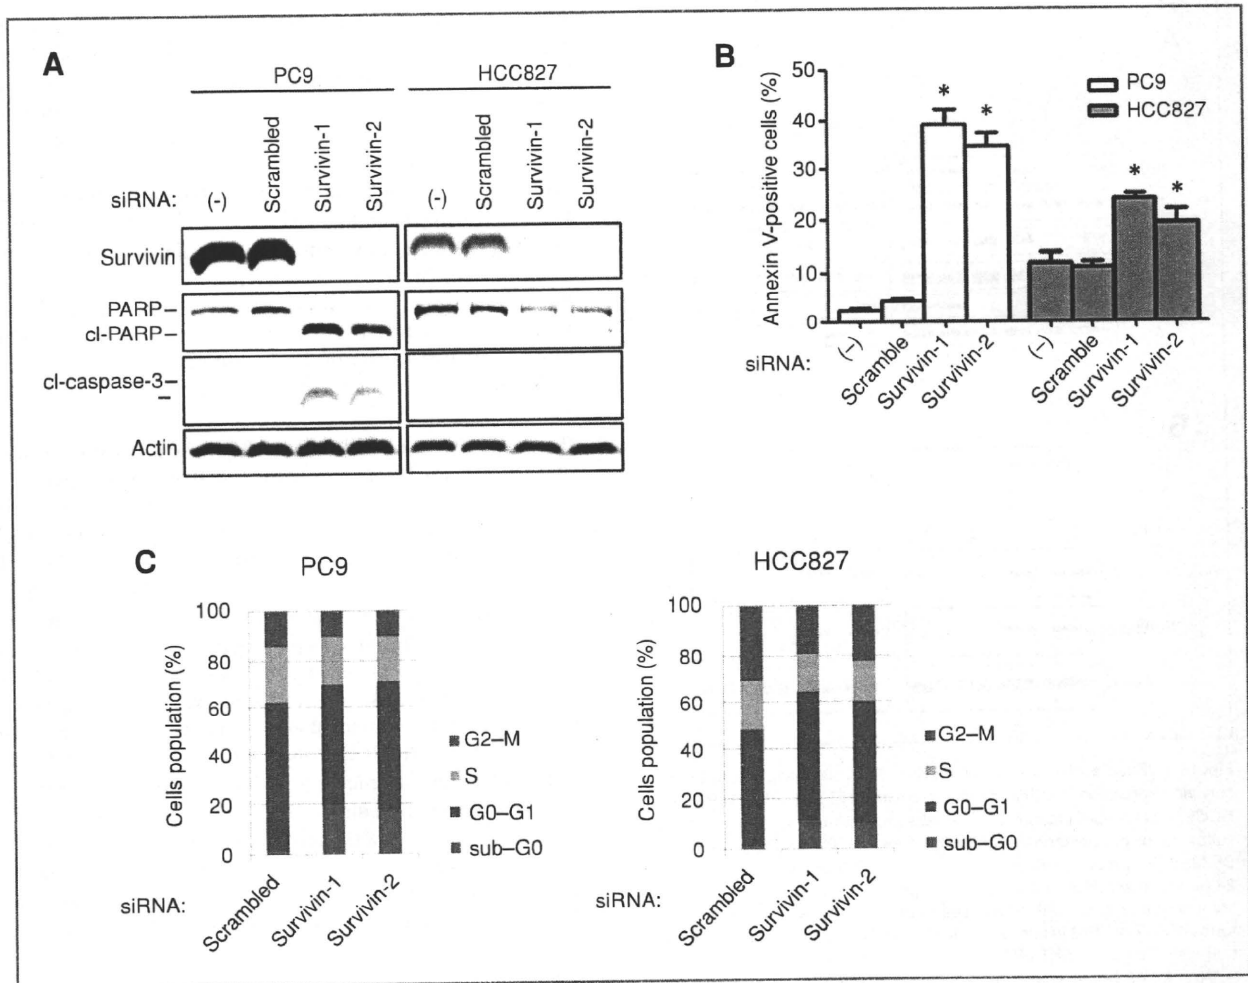 A
PC9 HCC827
siRNA: (-) Scrambled Survivin-1 Survivin-2 (-) Scrambled Survivin-1 Survivin-2
Survivin
PARP–
cl-PARP–
cl-caspase-3–
Actin
B
Annexin V-positive cells (%)
50
40
30
20
10
0
* * * *
PC9
HCC827
siRNA: (–) Scramble Survivin-1 Survivin-2 (–) Scramble Survivin-1 Survivin-2
C
PC9
Cells population (%)
100
80
60
40
20
0
G2–M
S
G0–G1
sub–G0
siRNA: Scrambled Survivin-1 Survivin-2
HCC827
Cells population (%)
100
80
60
40
20
0
G2–M
S
G0–G1
sub–G0
siRNA: Scrambled Survivin-1 Survivin-2